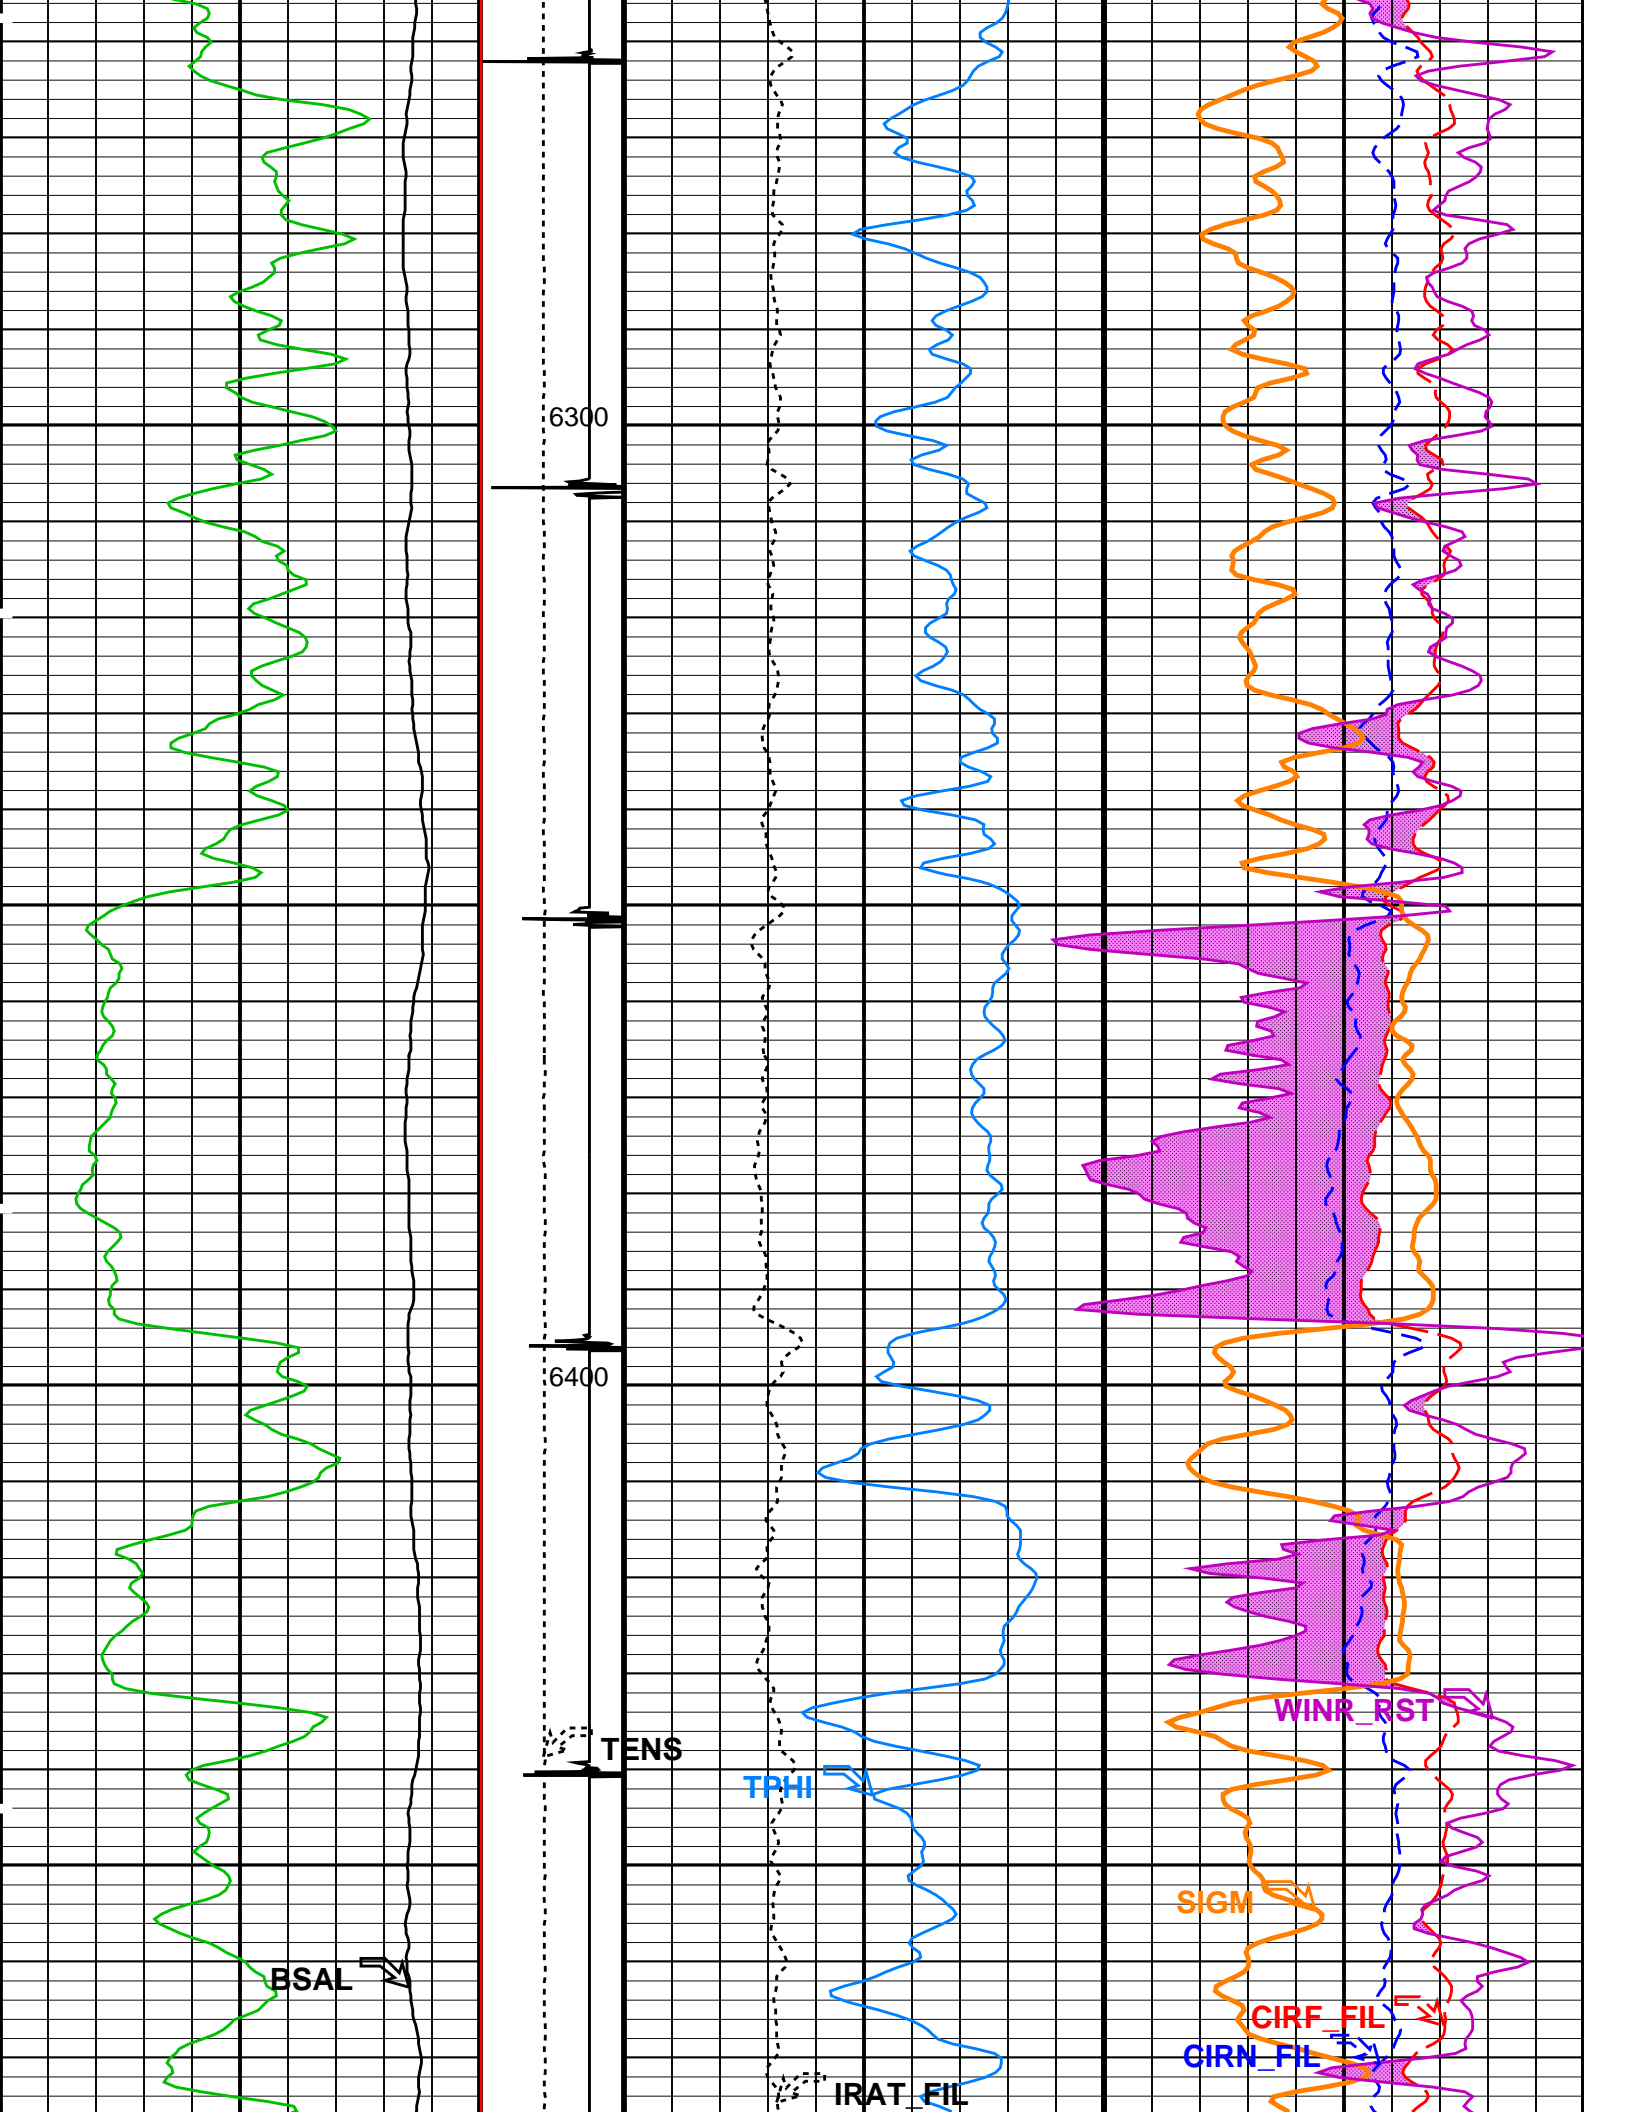 6300
6400
WINR_RST
TENS
TPHI
SIGM
BSAL
CIRF_FIL
CIRN_FIL
IRAT_FIL